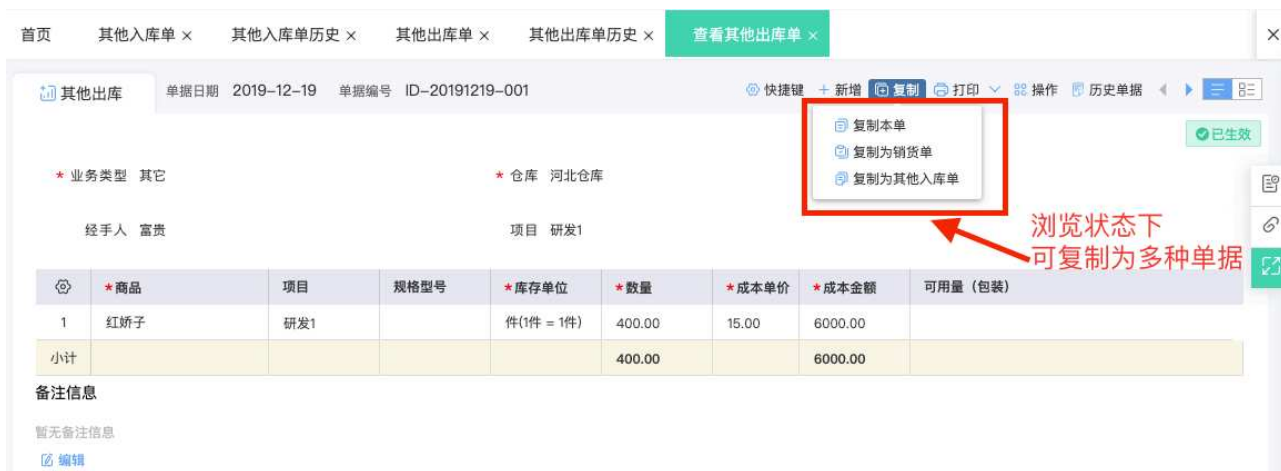 首页 其他入库单 × 其他入库单历史 × 其他出库单 × 其他出库单历史 × 查看其他出库单 ×
其他出库 单据日期 2019-12-19 单据编号 ID-20191219-001 快捷键 + 新增 复制 打印 操作 历史单据
复制本单
复制为销货单
复制为其他入库单
已生效
* 业务类型 其它 * 仓库 河北仓库
经手人 富贵 项目 研发1
浏览状态下
可复制为多种单据
*商品 项目 规格型号 *库存单位 *数量 *成本单价 *成本金额 可用量（包装）
1 红娇子 研发1 件(1件 = 1件) 400.00 15.00 6000.00
小计 400.00 6000.00
备注信息
暂无备注信息
编辑